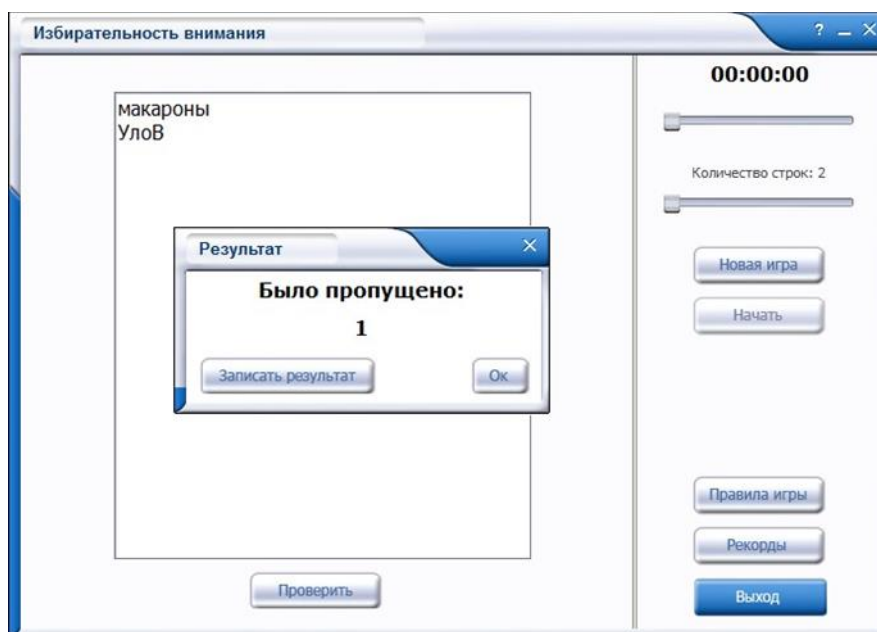 Избирательность внимания
? _ ×
макароны
УлоВ
Результат
×
Было пропущено:
1
Записать результат
Ок
Проверить
00:00:00
Количество строк: 2
Новая игра
Начать
Правила игры
Рекорды
Выход